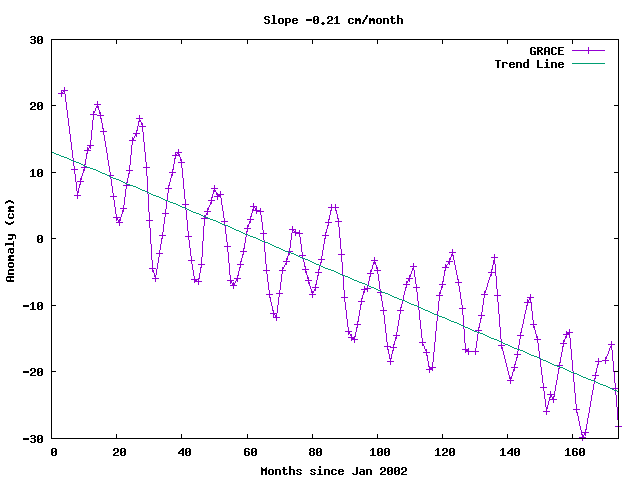 Slope -0.21 cm/month
GRACE
Trend Line
30
20
10
0
-10
-20
-30
Anomaly (cm)
0 20 40 60 80 100 120 140 160
Months since Jan 2002